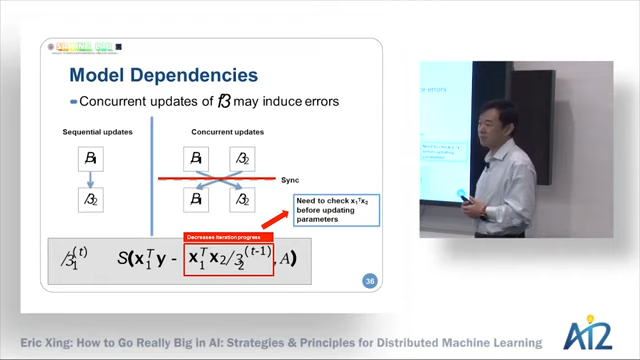 Model Dependencies
Concurrent updates of β may induce errors
Sequential updates
Concurrent updates
β1
β1
β2
Sync
β2
β1
β2
Need to check x₁ᵀx₂
before updating
parameters
Decreases iteration progress
β₁⁽ᵗ⁾ S(x₁ᵀy - x₁ᵀx₂β₂⁽ᵗ⁻¹⁾, λ)
36
Eric Xing: How to Go Really Big in AI: Strategies & Principles for Distributed Machine Learning
AI2